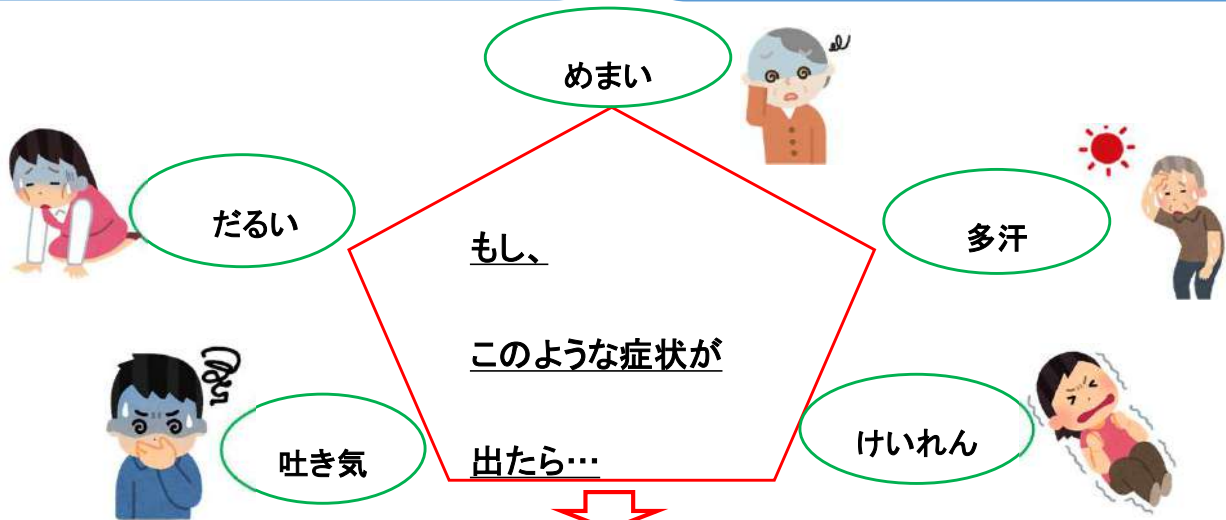 めまい
だるい
多汗
もし、
このような症状が
出たら…
吐き気
けいれん